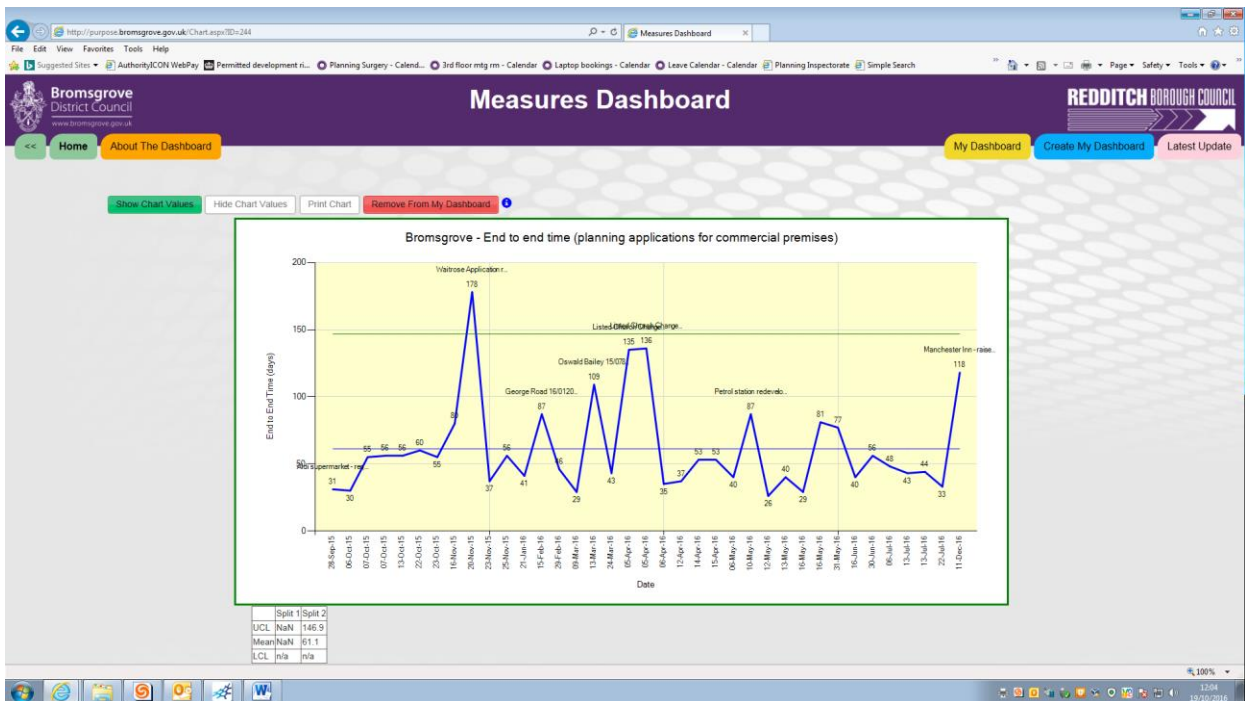 http://purpose.bromsgrove.gov.uk/Chart.aspx?ID=244
Measures Dashboard
File Edit View Favorites Tools Help
Suggested Sites AuthorityICON WebPay Permitted development ri... Planning Surgery - Calend... 3rd floor mtg rm - Calendar Laptop bookings - Calendar Leave Calendar - Calendar Planning Inspectorate Simple Search Page Safety Tools
Bromsgrove
District Council
www.bromsgrove.gov.uk
Measures Dashboard
REDDITCH BOROUGH COUNCIL
<< Home About The Dashboard My Dashboard Create My Dashboard Latest Update
Show Chart Values Hide Chart Values Print Chart Remove From My Dashboard
Bromsgrove - End to end time (planning applications for commercial premises)
End to End Time (days)
200
150
100
50
0
Waitrose Application r...
178
Listed Church Change..
135 136
Oswald Bailey 15/078
109
George Road 16/0120..
87
Petrol station redevelo..
87
Manchester Inn - raise..
118
supermarket - re
31 30 55 56 56 60 55 80 37 56 41 46 29 43 35 37 53 53 40 26 40 29 81 77 40 56 48 43 44 33
28-Sep-15
06-Oct-15
07-Oct-15
07-Oct-15
13-Oct-15
22-Oct-15
23-Oct-15
16-Nov-15
20-Nov-15
23-Nov-15
25-Nov-15
21-Jan-16
15-Feb-16
29-Feb-16
09-Mar-16
13-Mar-16
24-Mar-16
05-Apr-16
05-Apr-16
06-Apr-16
12-Apr-16
14-Apr-16
15-Apr-16
06-May-16
10-May-16
12-May-16
13-May-16
16-May-16
16-May-16
31-May-16
16-Jun-16
30-Jun-16
06-Jul-16
13-Jul-16
13-Jul-16
22-Jul-16
11-Dec-16
Date
Split 1 Split 2
UCL NaN 146.9
Mean NaN 61.1
LCL n/a n/a
100%
12:04
19/10/2016